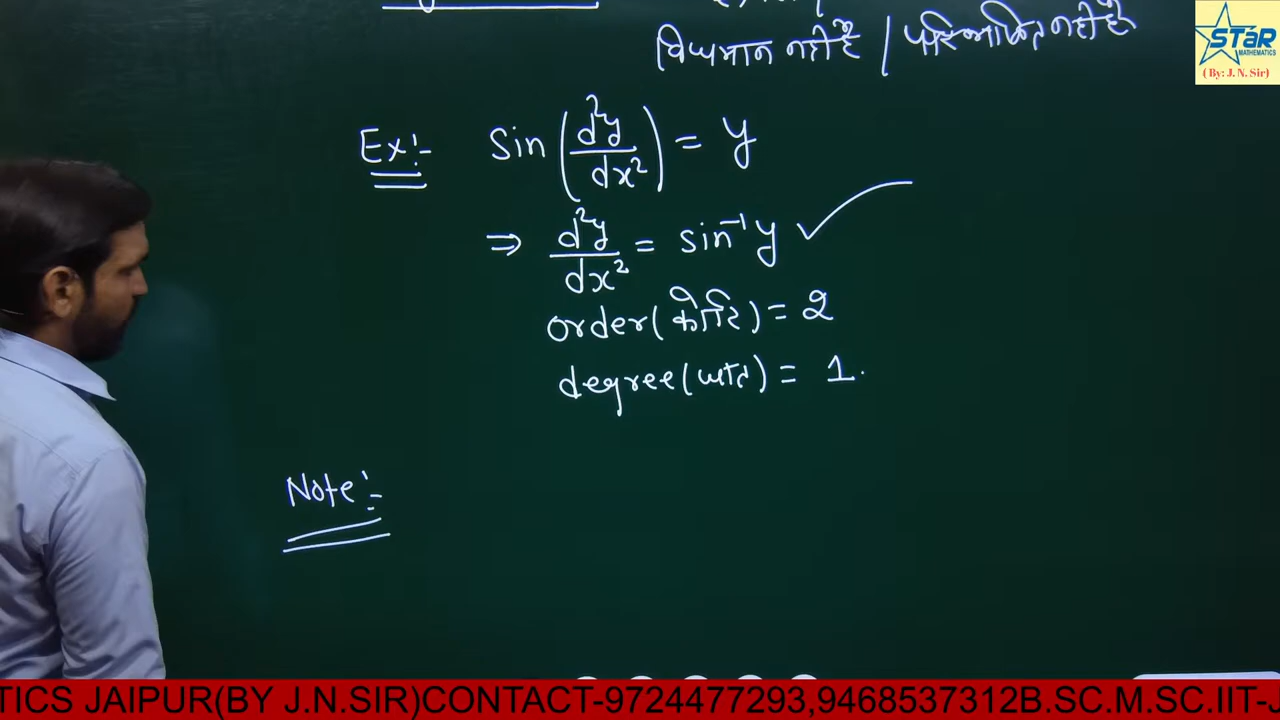 विद्यमान नहीं है / परिभाषित नहीं है
STAR
MATHEMATICS
( By: J. N. Sir)
Ex:- Sin(d²y/dx²) = y
⇒ d²y/dx² = sin⁻¹y ✓
order(कोटि) = 2
degree(घात) = 1.
Note:-
TICS JAIPUR(BY J.N.SIR)CONTACT-9724477293,9468537312B.SC.M.SC.IIT-J